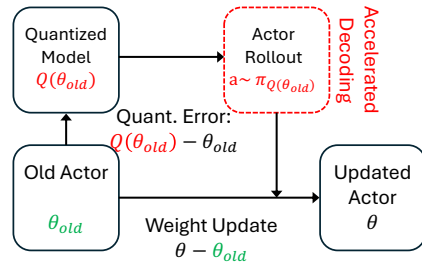 Quantized
Model
Q(θ_old)
Actor
Rollout
a~ π_Q(θ_old)
Accelerated
Decoding
Quant. Error:
Q(θ_old) − θ_old
Old Actor
θ_old
Weight Update
θ − θ_old
Updated
Actor
θ